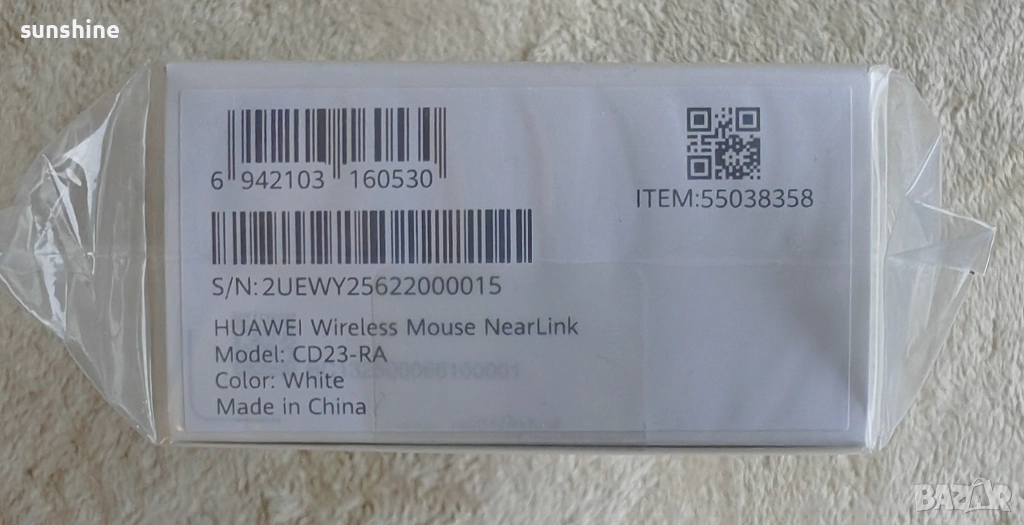 sunshine
6 942103 160530
ITEM:55038358
S/N:2UEWY25622000015
HUAWEI Wireless Mouse NearLink
Model: CD23-RA
Color: White
Made in China
BAZAR